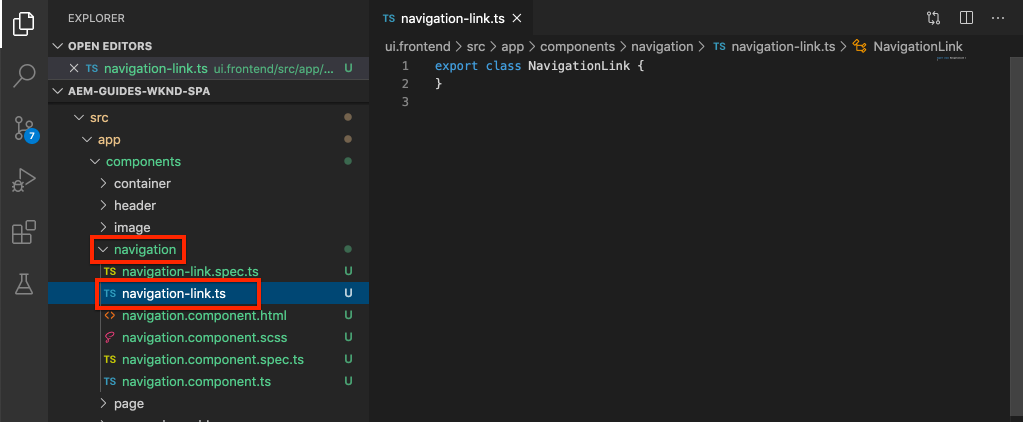 EXPLORER
OPEN EDITORS
TS navigation-link.ts ui.frontend/src/app/... U
AEM-GUIDES-WKND-SPA
src
app
components
container
header
image
navigation
TS navigation-link.spec.ts U
TS navigation-link.ts U
<> navigation.component.html U
navigation.component.scss U
TS navigation.component.spec.ts U
TS navigation.component.ts U
page
7
TS navigation-link.ts
ui.frontend > src > app > components > navigation > TS navigation-link.ts > NavigationLink
1 export class NavigationLink {
2 }
3